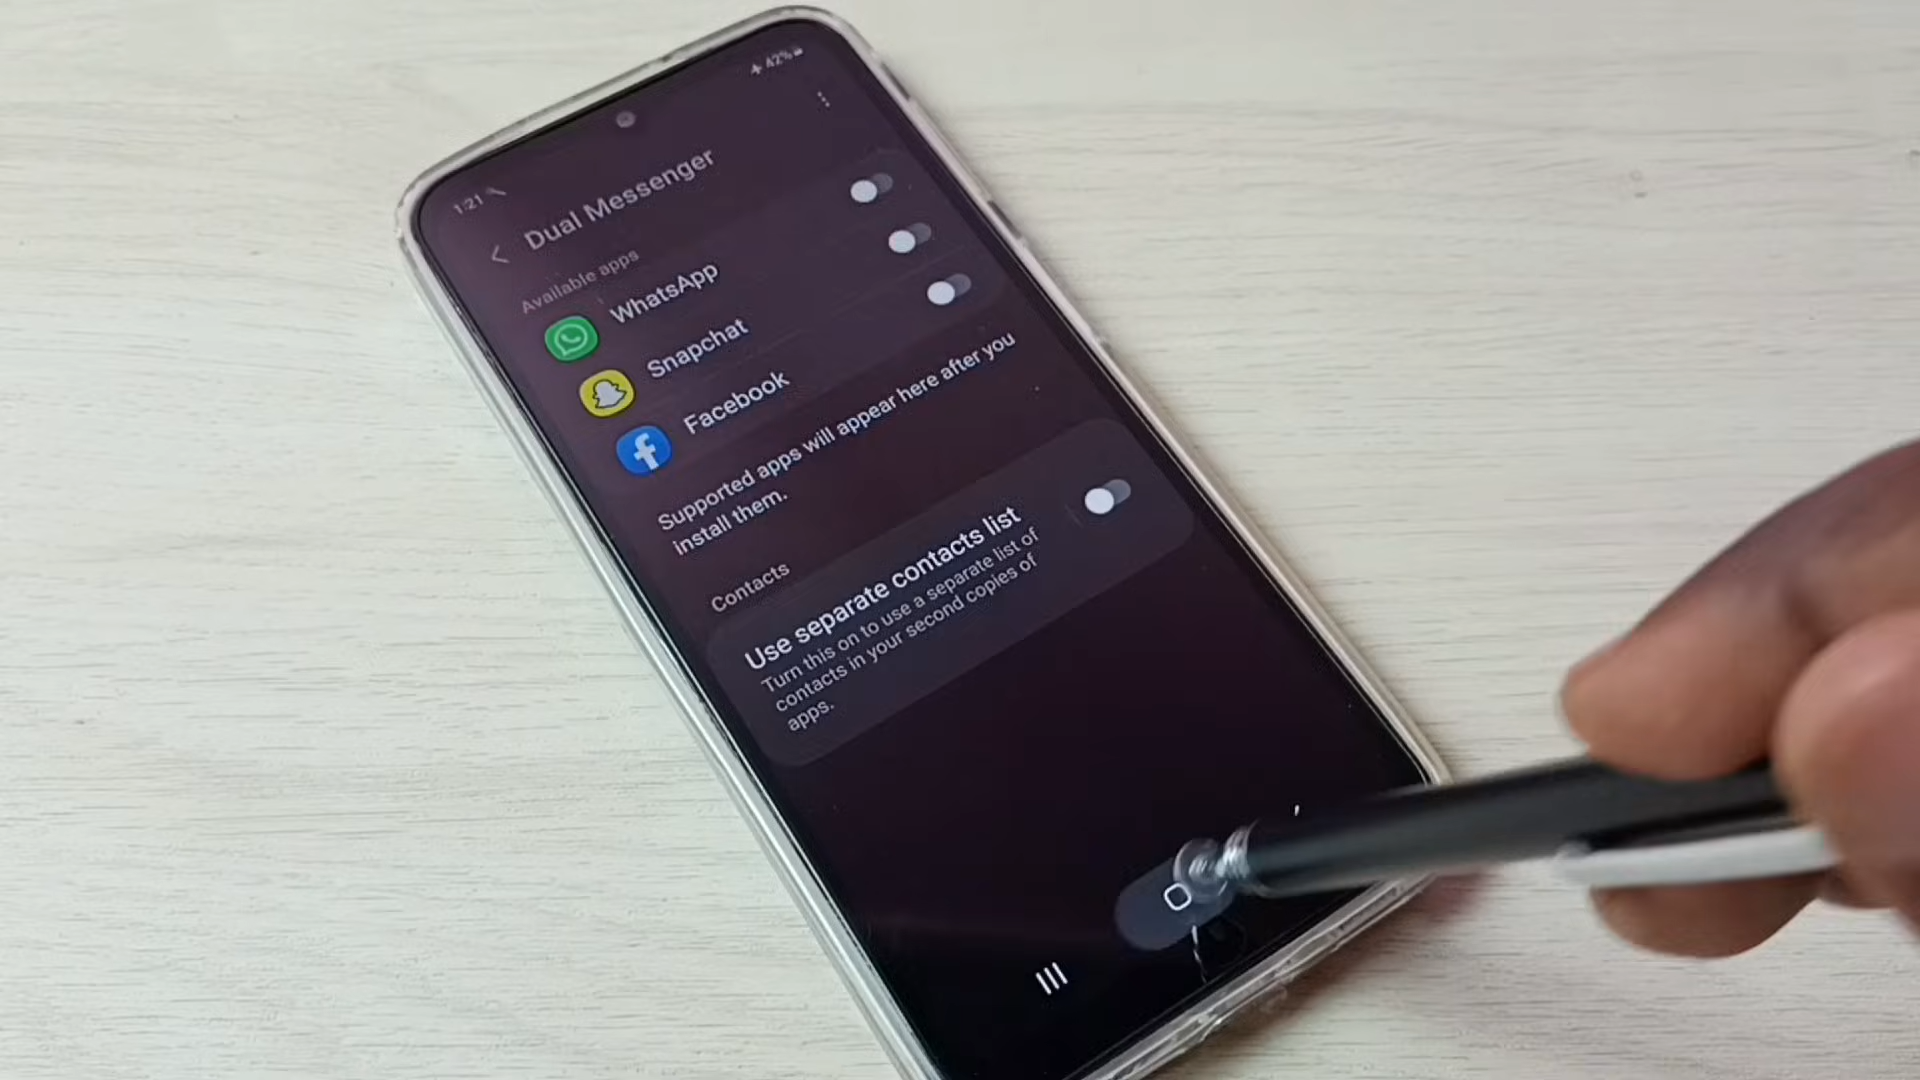 1:21
42%
Dual Messenger
Available apps
WhatsApp
Snapchat
Facebook
Supported apps will appear here after you
install them.
Contacts
Use separate contacts list
Turn this on to use a separate list of
contacts in your second copies of
apps.